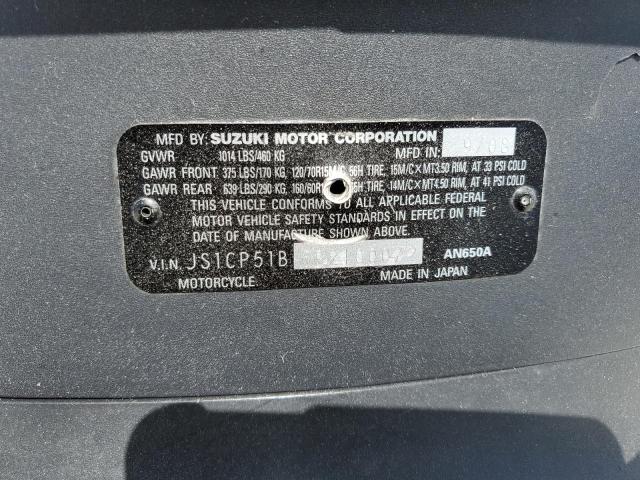 MFD BY: SUZUKI MOTOR CORPORATION
GVWR 1014 LBS/460 KG MFD IN: 9/08
GAWR FRONT 375 LBS/170 KG, 120/70R15M/C 56H TIRE, 15M/C×MT3.50 RIM, AT 33 PSI COLD
GAWR REAR 639 LBS/290 KG, 160/60R TIRE, 14M/C×MT4.50 RIM, AT 41 PSI COLD
THIS VEHICLE CONFORMS TO ALL APPLICABLE FEDERAL
MOTOR VEHICLE SAFETY STANDARDS IN EFFECT ON THE
DATE OF MANUFACTURE SHOWN ABOVE.
V.I.N. JS1CP51B AN650A
MOTORCYCLE MADE IN JAPAN